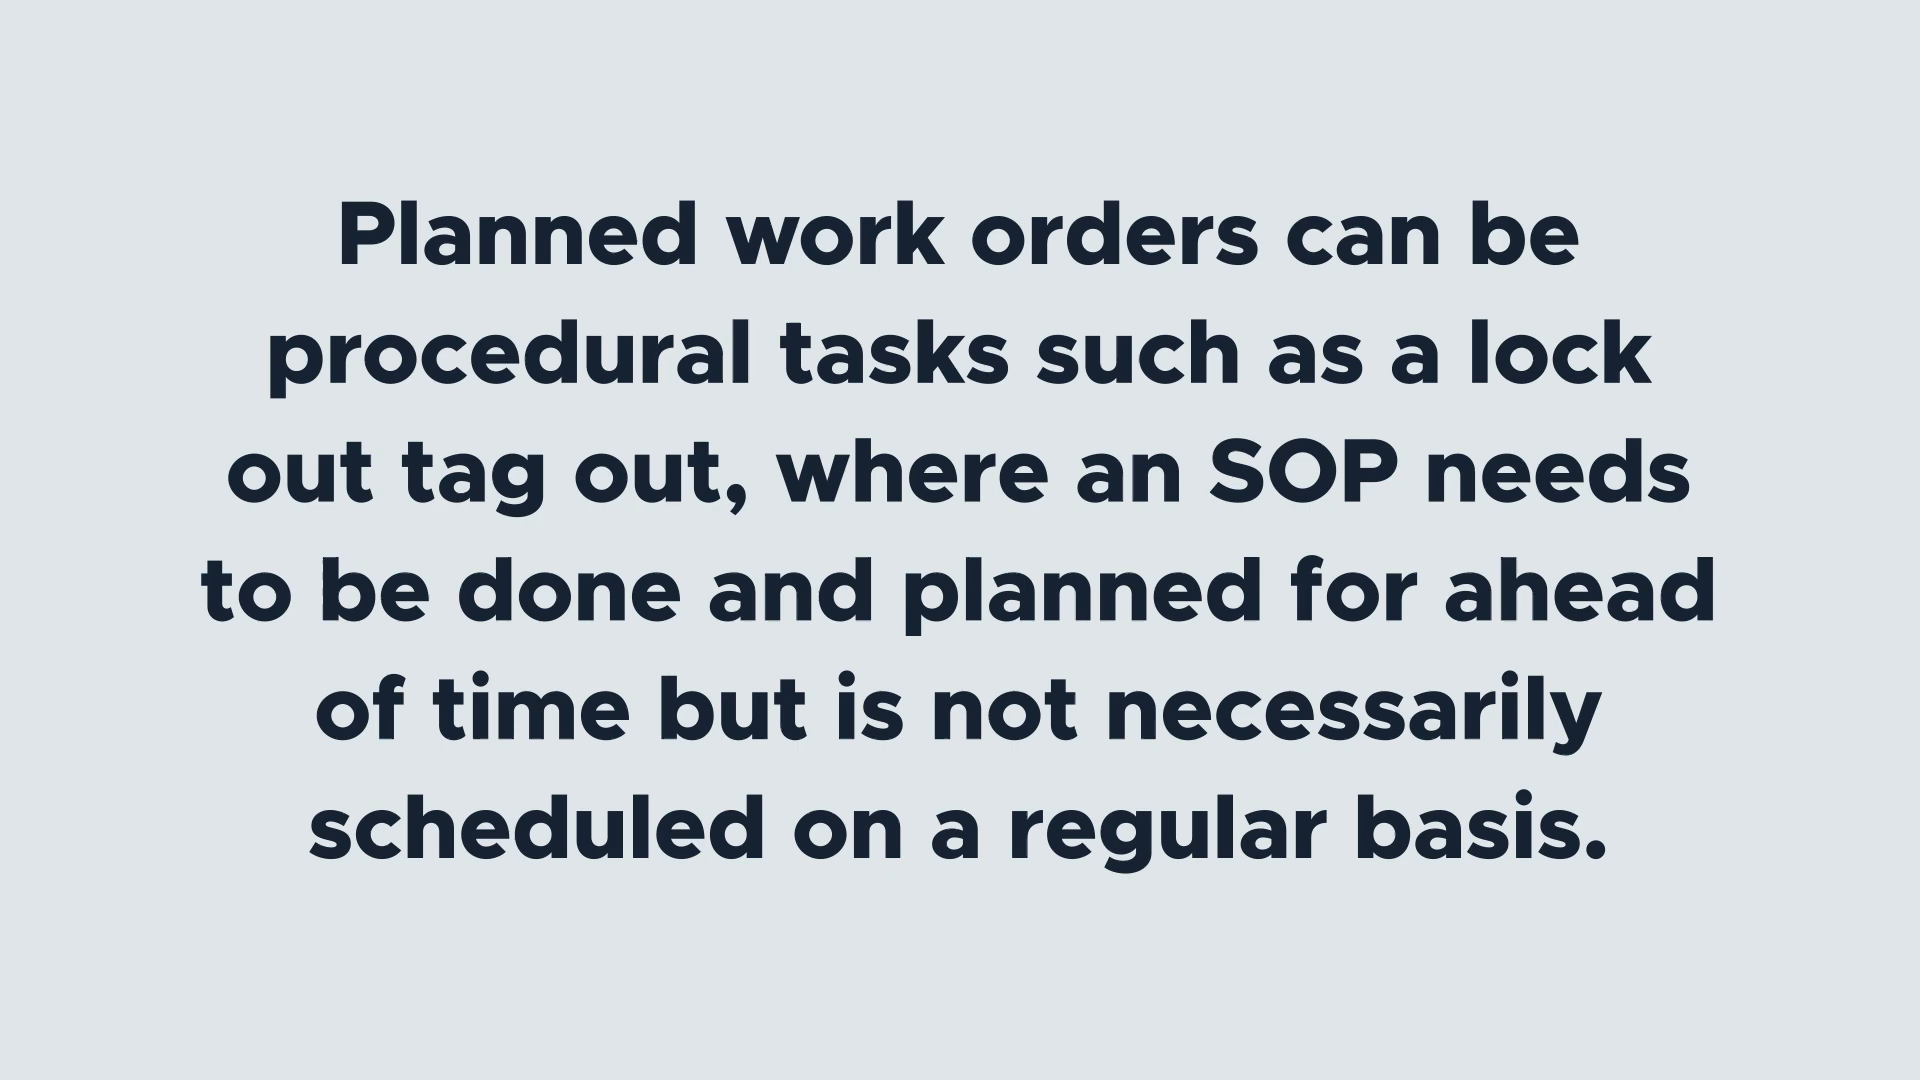 Planned work orders can be
procedural tasks such as a lock
out tag out, where an SOP needs
to be done and planned for ahead
of time but is not necessarily
scheduled on a regular basis.